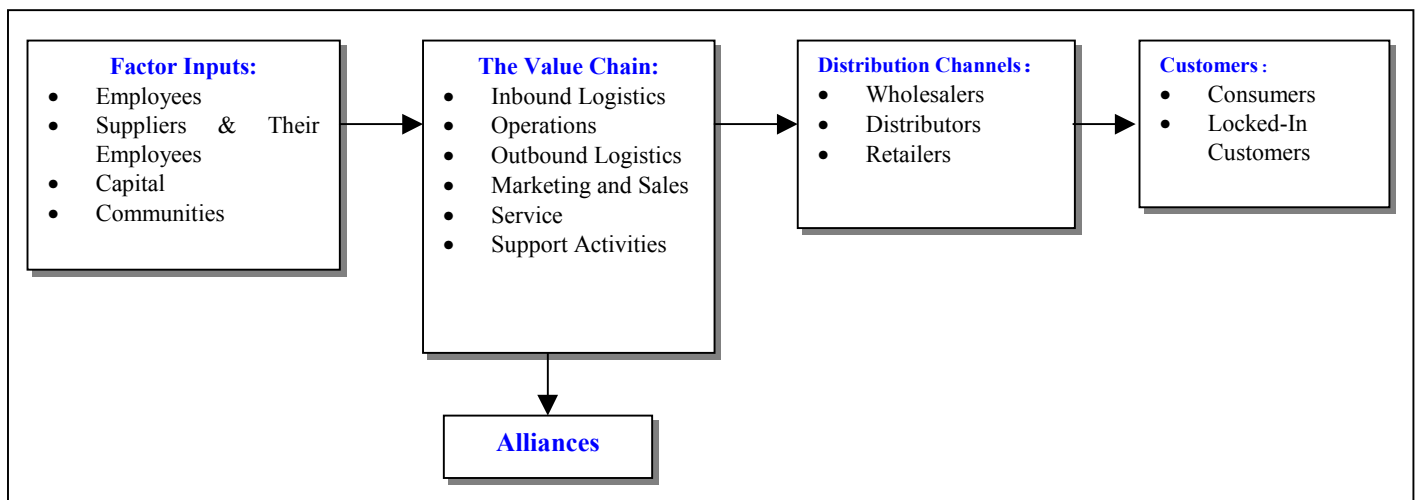 Factor Inputs:
• Employees
• Suppliers & Their
Employees
• Capital
• Communities
The Value Chain:
• Inbound Logistics
• Operations
• Outbound Logistics
• Marketing and Sales
• Service
• Support Activities
Distribution Channels：
• Wholesalers
• Distributors
• Retailers
Customers：
• Consumers
• Locked-In
Customers
Alliances